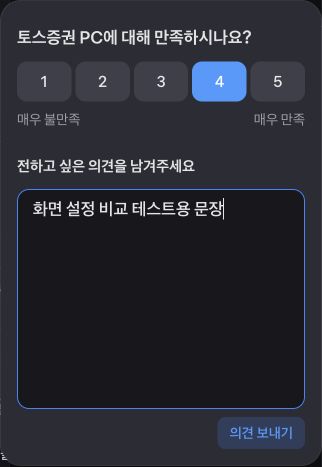 토스증권 PC에 대해 만족하시나요?
1 2 3 4 5
매우 불만족 매우 만족
전하고 싶은 의견을 남겨주세요
화면 설정 비교 테스트용 문장
의견 보내기